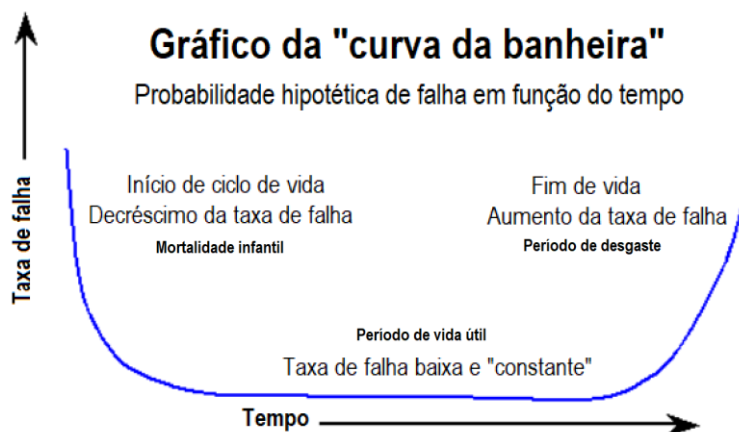 Gráfico da "curva da banheira"
Probabilidade hipotética de falha em função do tempo
Taxa de falha
Início de ciclo de vida
Decréscimo da taxa de falha
Mortalidade infantil
Fim de vida
Aumento da taxa de falha
Periodo de desgaste
Periodo de vida útil
Taxa de falha baixa e "constante"
Tempo